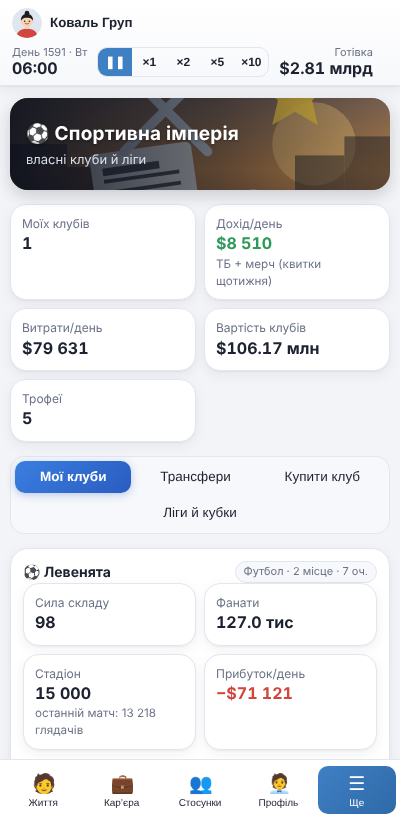 Коваль Груп
День 1591 · Вт
06:00
❚❚
×1
×2
×5
×10
Готівка
$2.81 млрд
⚽ Спортивна імперія
власні клуби й ліги
Моїх клубів
1
Дохід/день
$8 510
ТБ + мерч (квитки
щотижня)
Витрати/день
$79 631
Вартість клубів
$106.17 млн
Трофеї
5
Мої клуби
Трансфери
Купити клуб
Ліги й кубки
⚽ Левенята
Футбол · 2 місце · 7 оч.
Сила складу
98
Фанати
127.0 тис
Стадіон
15 000
останній матч: 13 218
глядачів
Прибуток/день
−$71 121
Життя
Кар'єра
Стосунки
Профіль
Ще